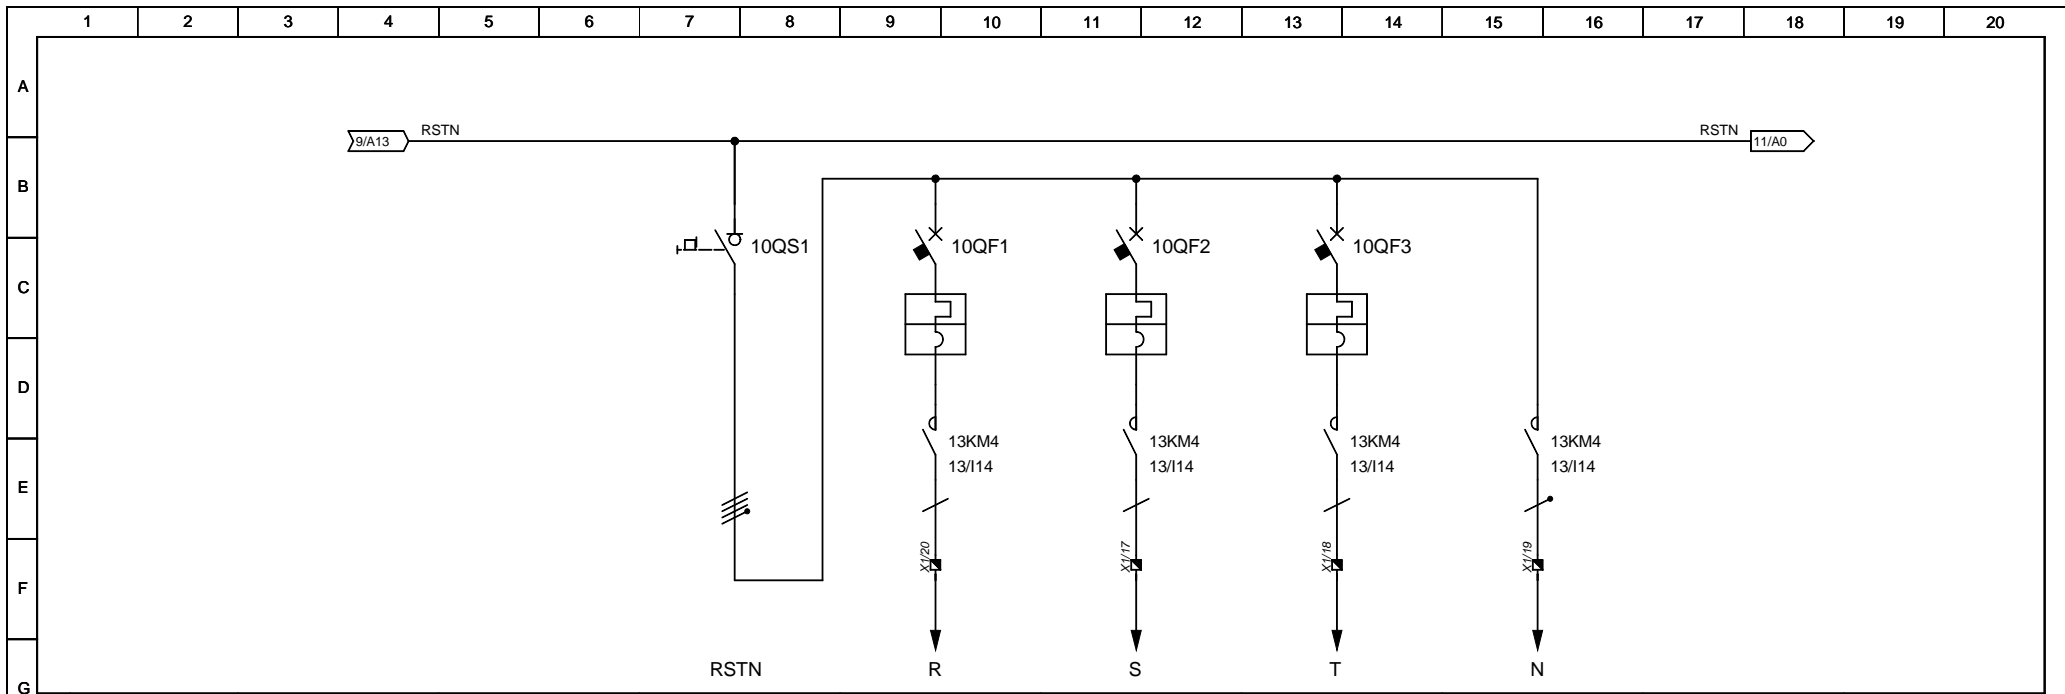 1 2 3 4 5 6 7 8 9 10 11 12 13 14 15 16 17 18 19 20
A
RSTN RSTN
9/A13 11/A0
B
10QS1 10QF1 10QF2 10QF3
C
D
13KM4 13KM4 13KM4 13KM4
13/I14 13/I14 13/I14 13/I14
E
X1/20 X1/17 X1/18 X1/19
F
RSTN R S T N
G